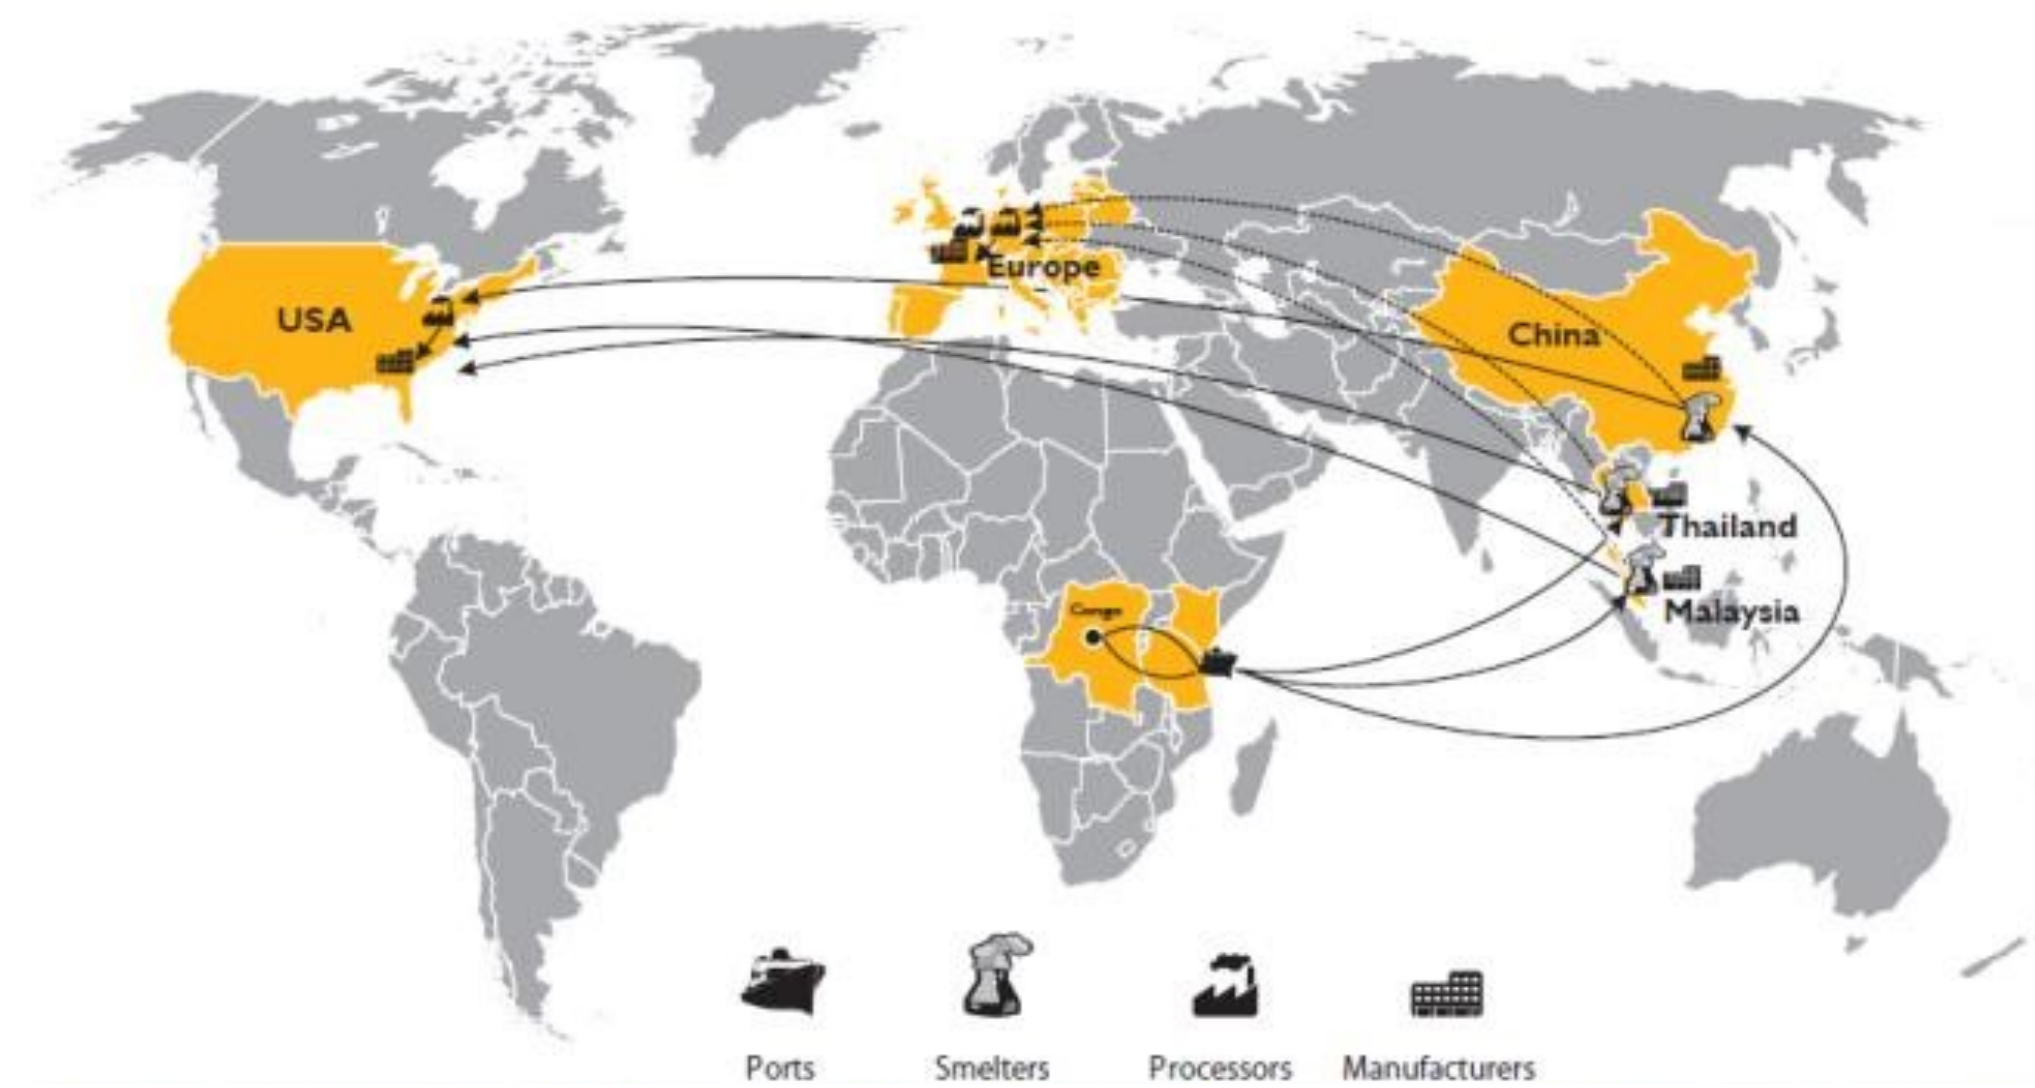 Europe
USA
China
Thailand
Congo
Malaysia
Ports
Smelters
Processors
Manufacturers